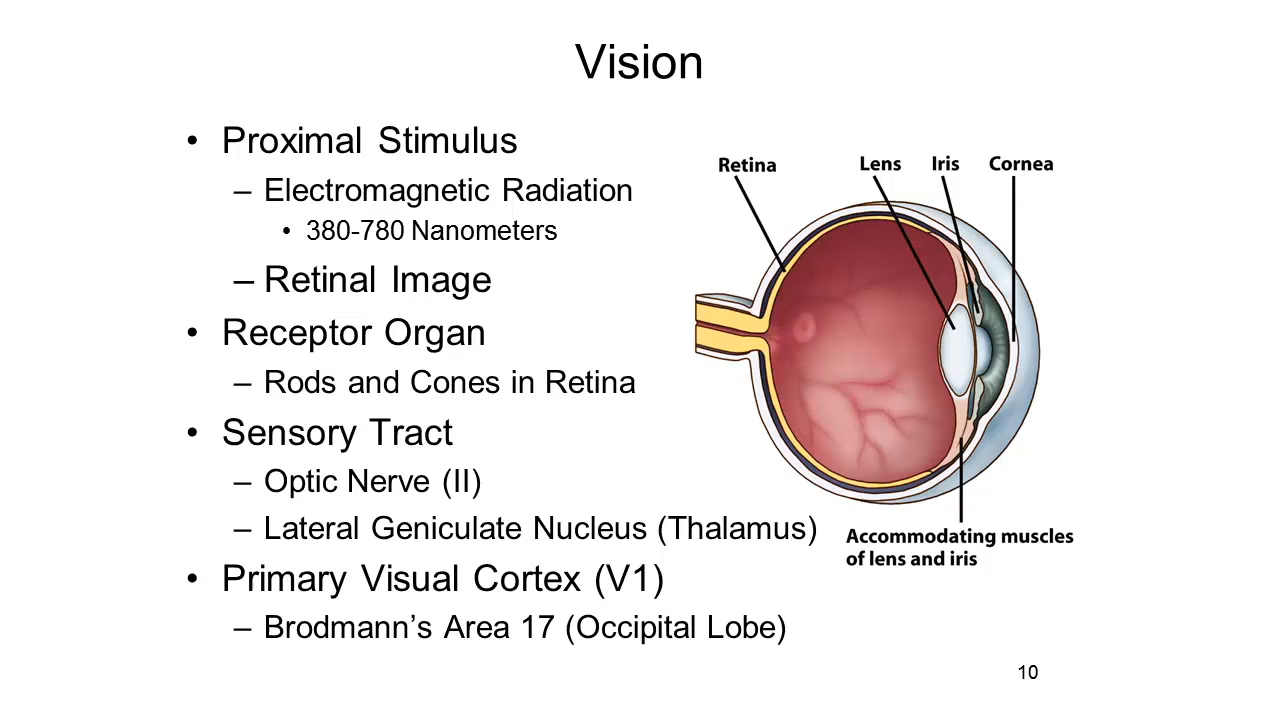 Vision
• Proximal Stimulus
– Electromagnetic Radiation
• 380-780 Nanometers
– Retinal Image
• Receptor Organ
– Rods and Cones in Retina
• Sensory Tract
– Optic Nerve (II)
– Lateral Geniculate Nucleus (Thalamus)
• Primary Visual Cortex (V1)
– Brodmann’s Area 17 (Occipital Lobe)
Retina
Lens
Iris
Cornea
Accommodating muscles
of lens and iris
10